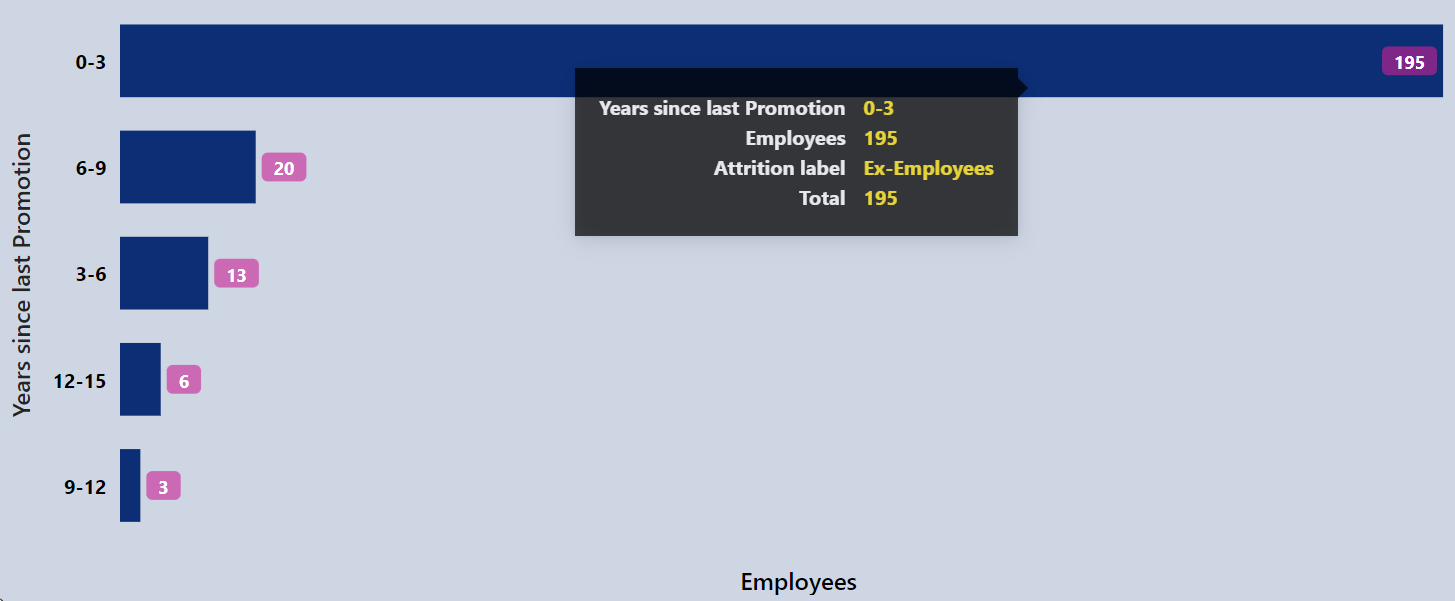 Years since last Promotion
0-3 195
Years since last Promotion 0-3
Employees 195
Attrition label Ex-Employees
Total 195
6-9 20
3-6 13
12-15 6
9-12 3
Employees